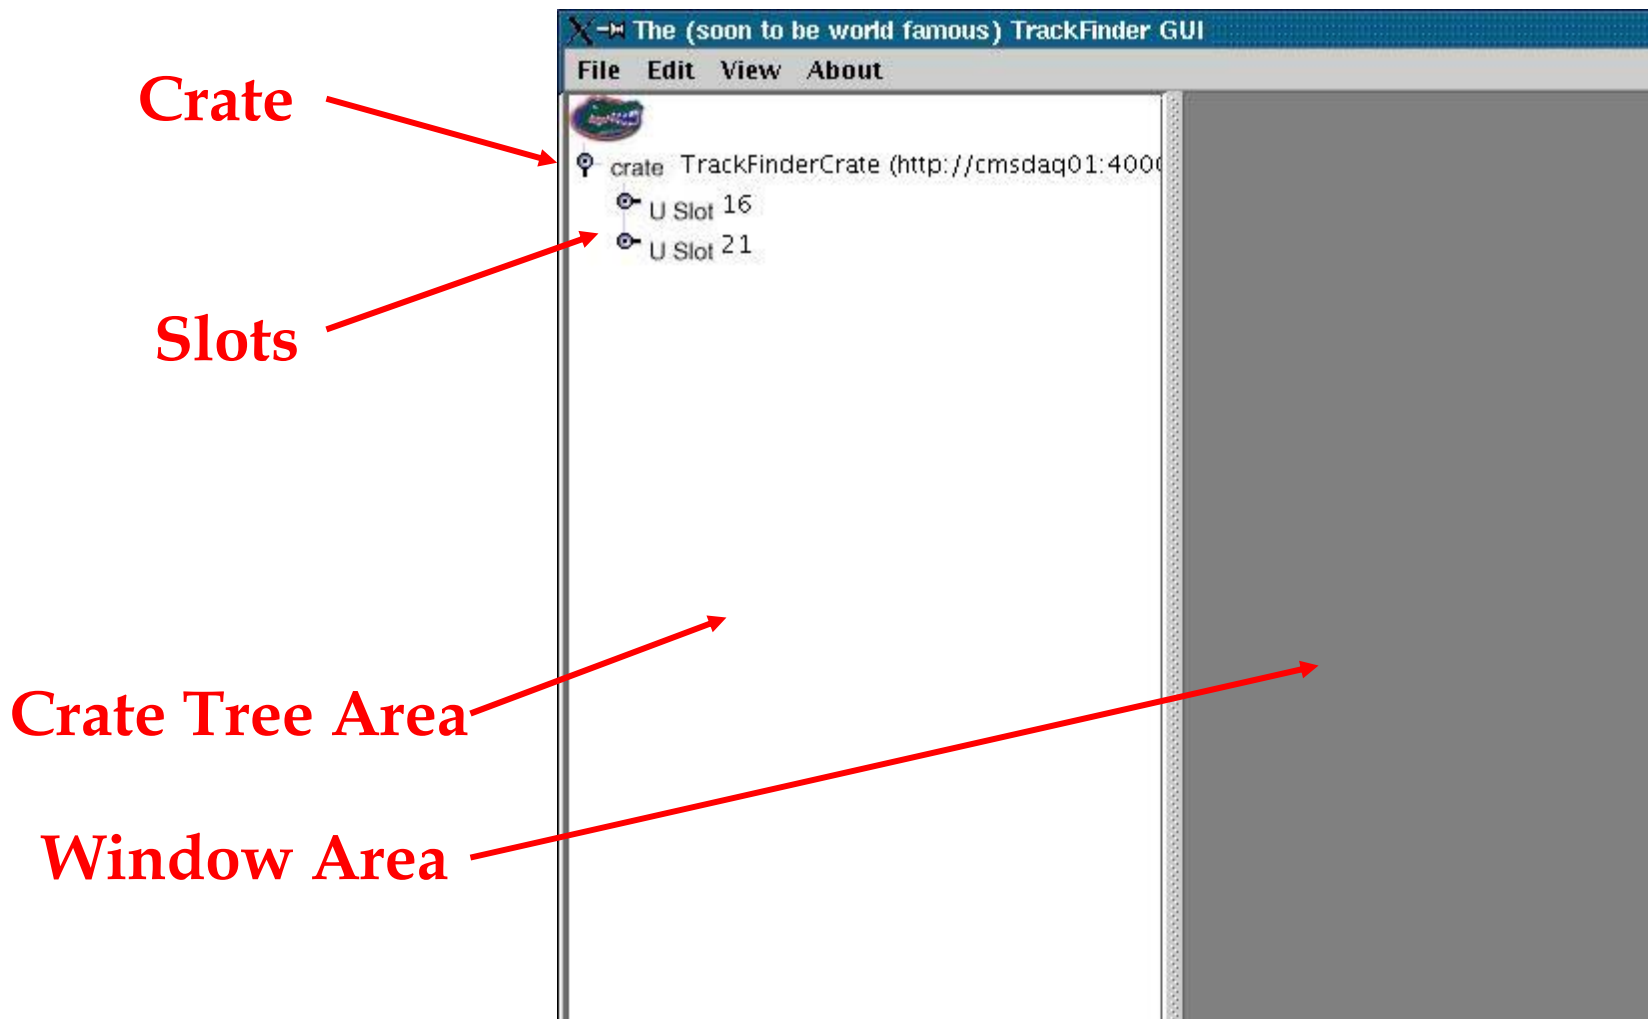 The (soon to be world famous) TrackFinder GUI
File Edit View About
Crate
crate TrackFinderCrate (http://cmsdaq01:400
U Slot 16
U Slot 21
Slots
Crate Tree Area
Window Area